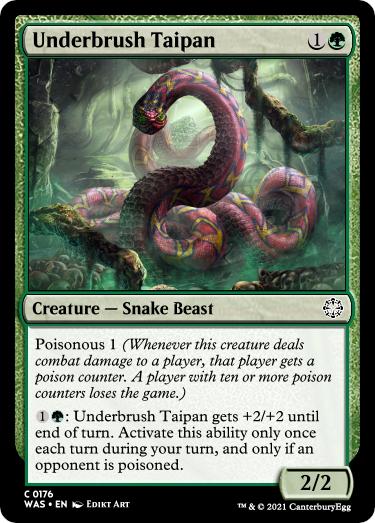 Underbrush Taipan 1
Creature — Snake Beast
Poisonous 1 (Whenever this creature deals
combat damage to a player, that player gets a
poison counter. A player with ten or more poison
counters loses the game.)
1 : Underbrush Taipan gets +2/+2 until
end of turn. Activate this ability only once
each turn during your turn, and only if an
opponent is poisoned.
2/2
C 0176
WAS • EN Edikt Art
™ & © 2021 CanterburyEgg